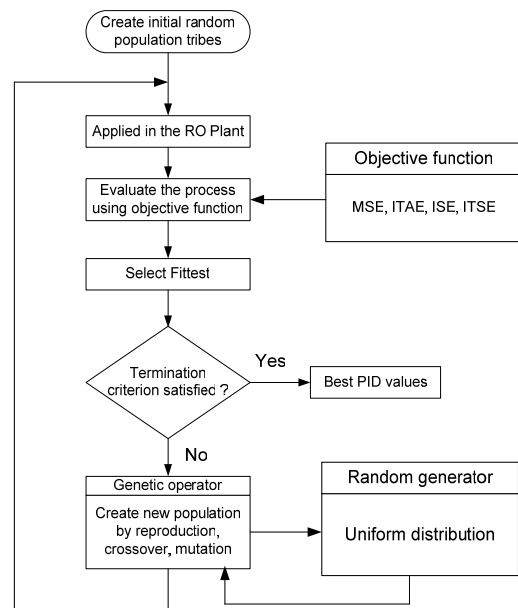 Create initial random
population tribes
Applied in the RO Plant
Evaluate the process
using objective function
Objective function
MSE, ITAE, ISE, ITSE
Select Fittest
Termination
criterion satisfied ?
Yes
Best PID values
No
Genetic operator
Create new population
by reproduction,
crossover, mutation
Random generator
Uniform distribution